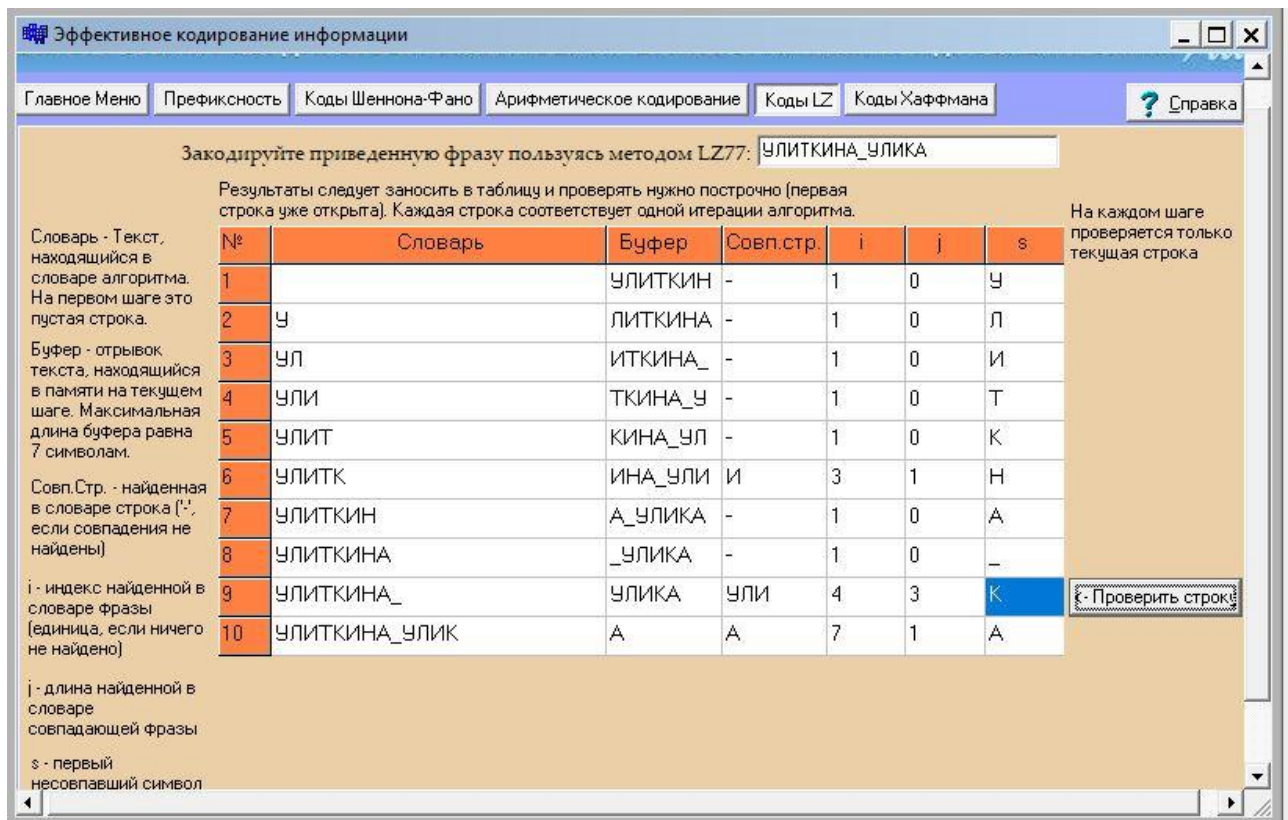 Эффективное кодирование информации
Главное Меню Префиксность Коды Шеннона-Фано Арифметическое кодирование Коды LZ Коды Хаффмана ? Справка
Закодируйте приведенную фразу пользуясь методом LZ77: УЛИТКИНА_УЛИКА
Результаты следует заносить в таблицу и проверять нужно построчно (первая
строка уже открыта). Каждая строка соответствует одной итерации алгоритма.
Словарь - Текст,
находящийся в
словаре алгоритма.
На первом шаге это
пустая строка.
Буфер - отрывок
текста, находящийся
в памяти на текущем
шаге. Максимальная
длина буфера равна
7 символам.
Совп.Стр. - найденная
в словаре строка ('-',
если совпадения не
найдены)
i - индекс найденной в
словаре фразы
(единица, если ничего
не найдено)
j - длина найденной в
словаре
совпадающей фразы
s - первый
несовпавший символ
№ Словарь Буфер Совп.стр. i j s
1 УЛИТКИН - 1 0 У
2 У ЛИТКИНА - 1 0 Л
3 УЛ ИТКИНА_ - 1 0 И
4 УЛИ ТКИНА_У - 1 0 Т
5 УЛИТ КИНА_УЛ - 1 0 К
6 УЛИТК ИНА_УЛИ И 3 1 Н
7 УЛИТКИН А_УЛИКА - 1 0 А
8 УЛИТКИНА _УЛИКА - 1 0 _
9 УЛИТКИНА_ УЛИКА УЛИ 4 3 К
10 УЛИТКИНА_УЛИК А А 7 1 А
На каждом шаге
проверяется только
текущая строка
<- Проверить строку